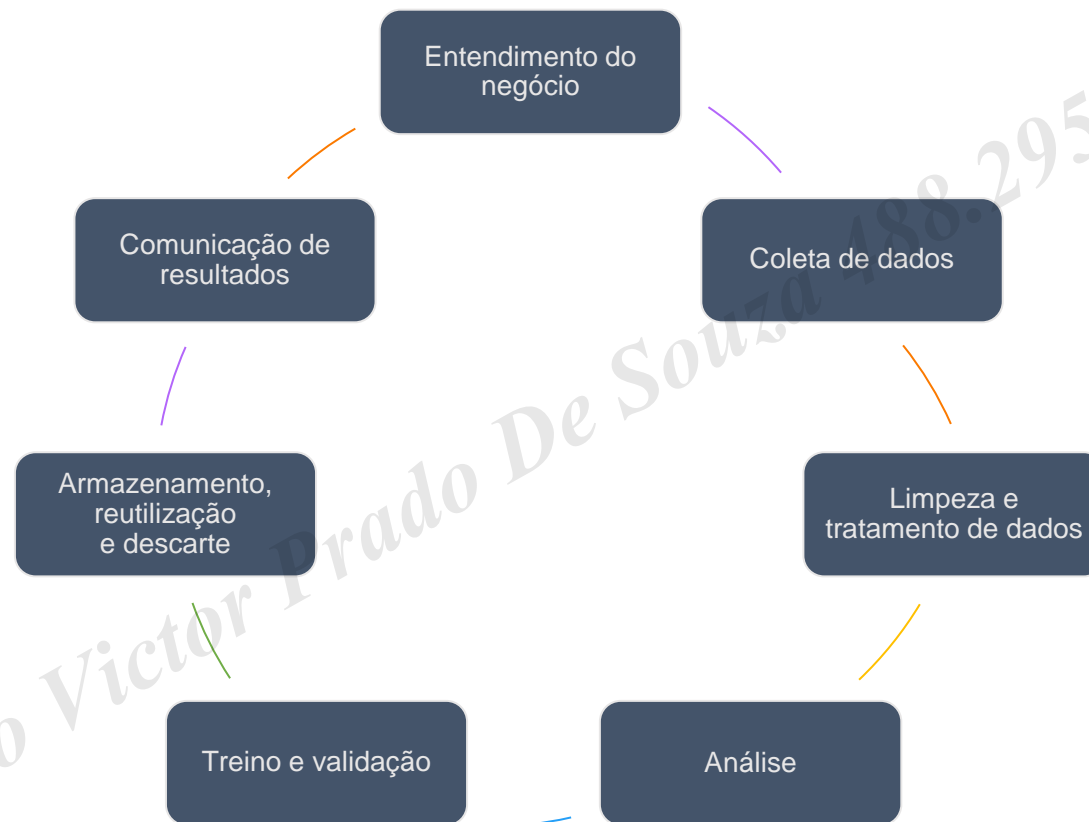 Entendimento do
negócio
Coleta de dados
Limpeza e
tratamento de dados
Análise
Treino e validação
Armazenamento,
reutilização
e descarte
Comunicação de
resultados
Victor Prado De Souza 488.295